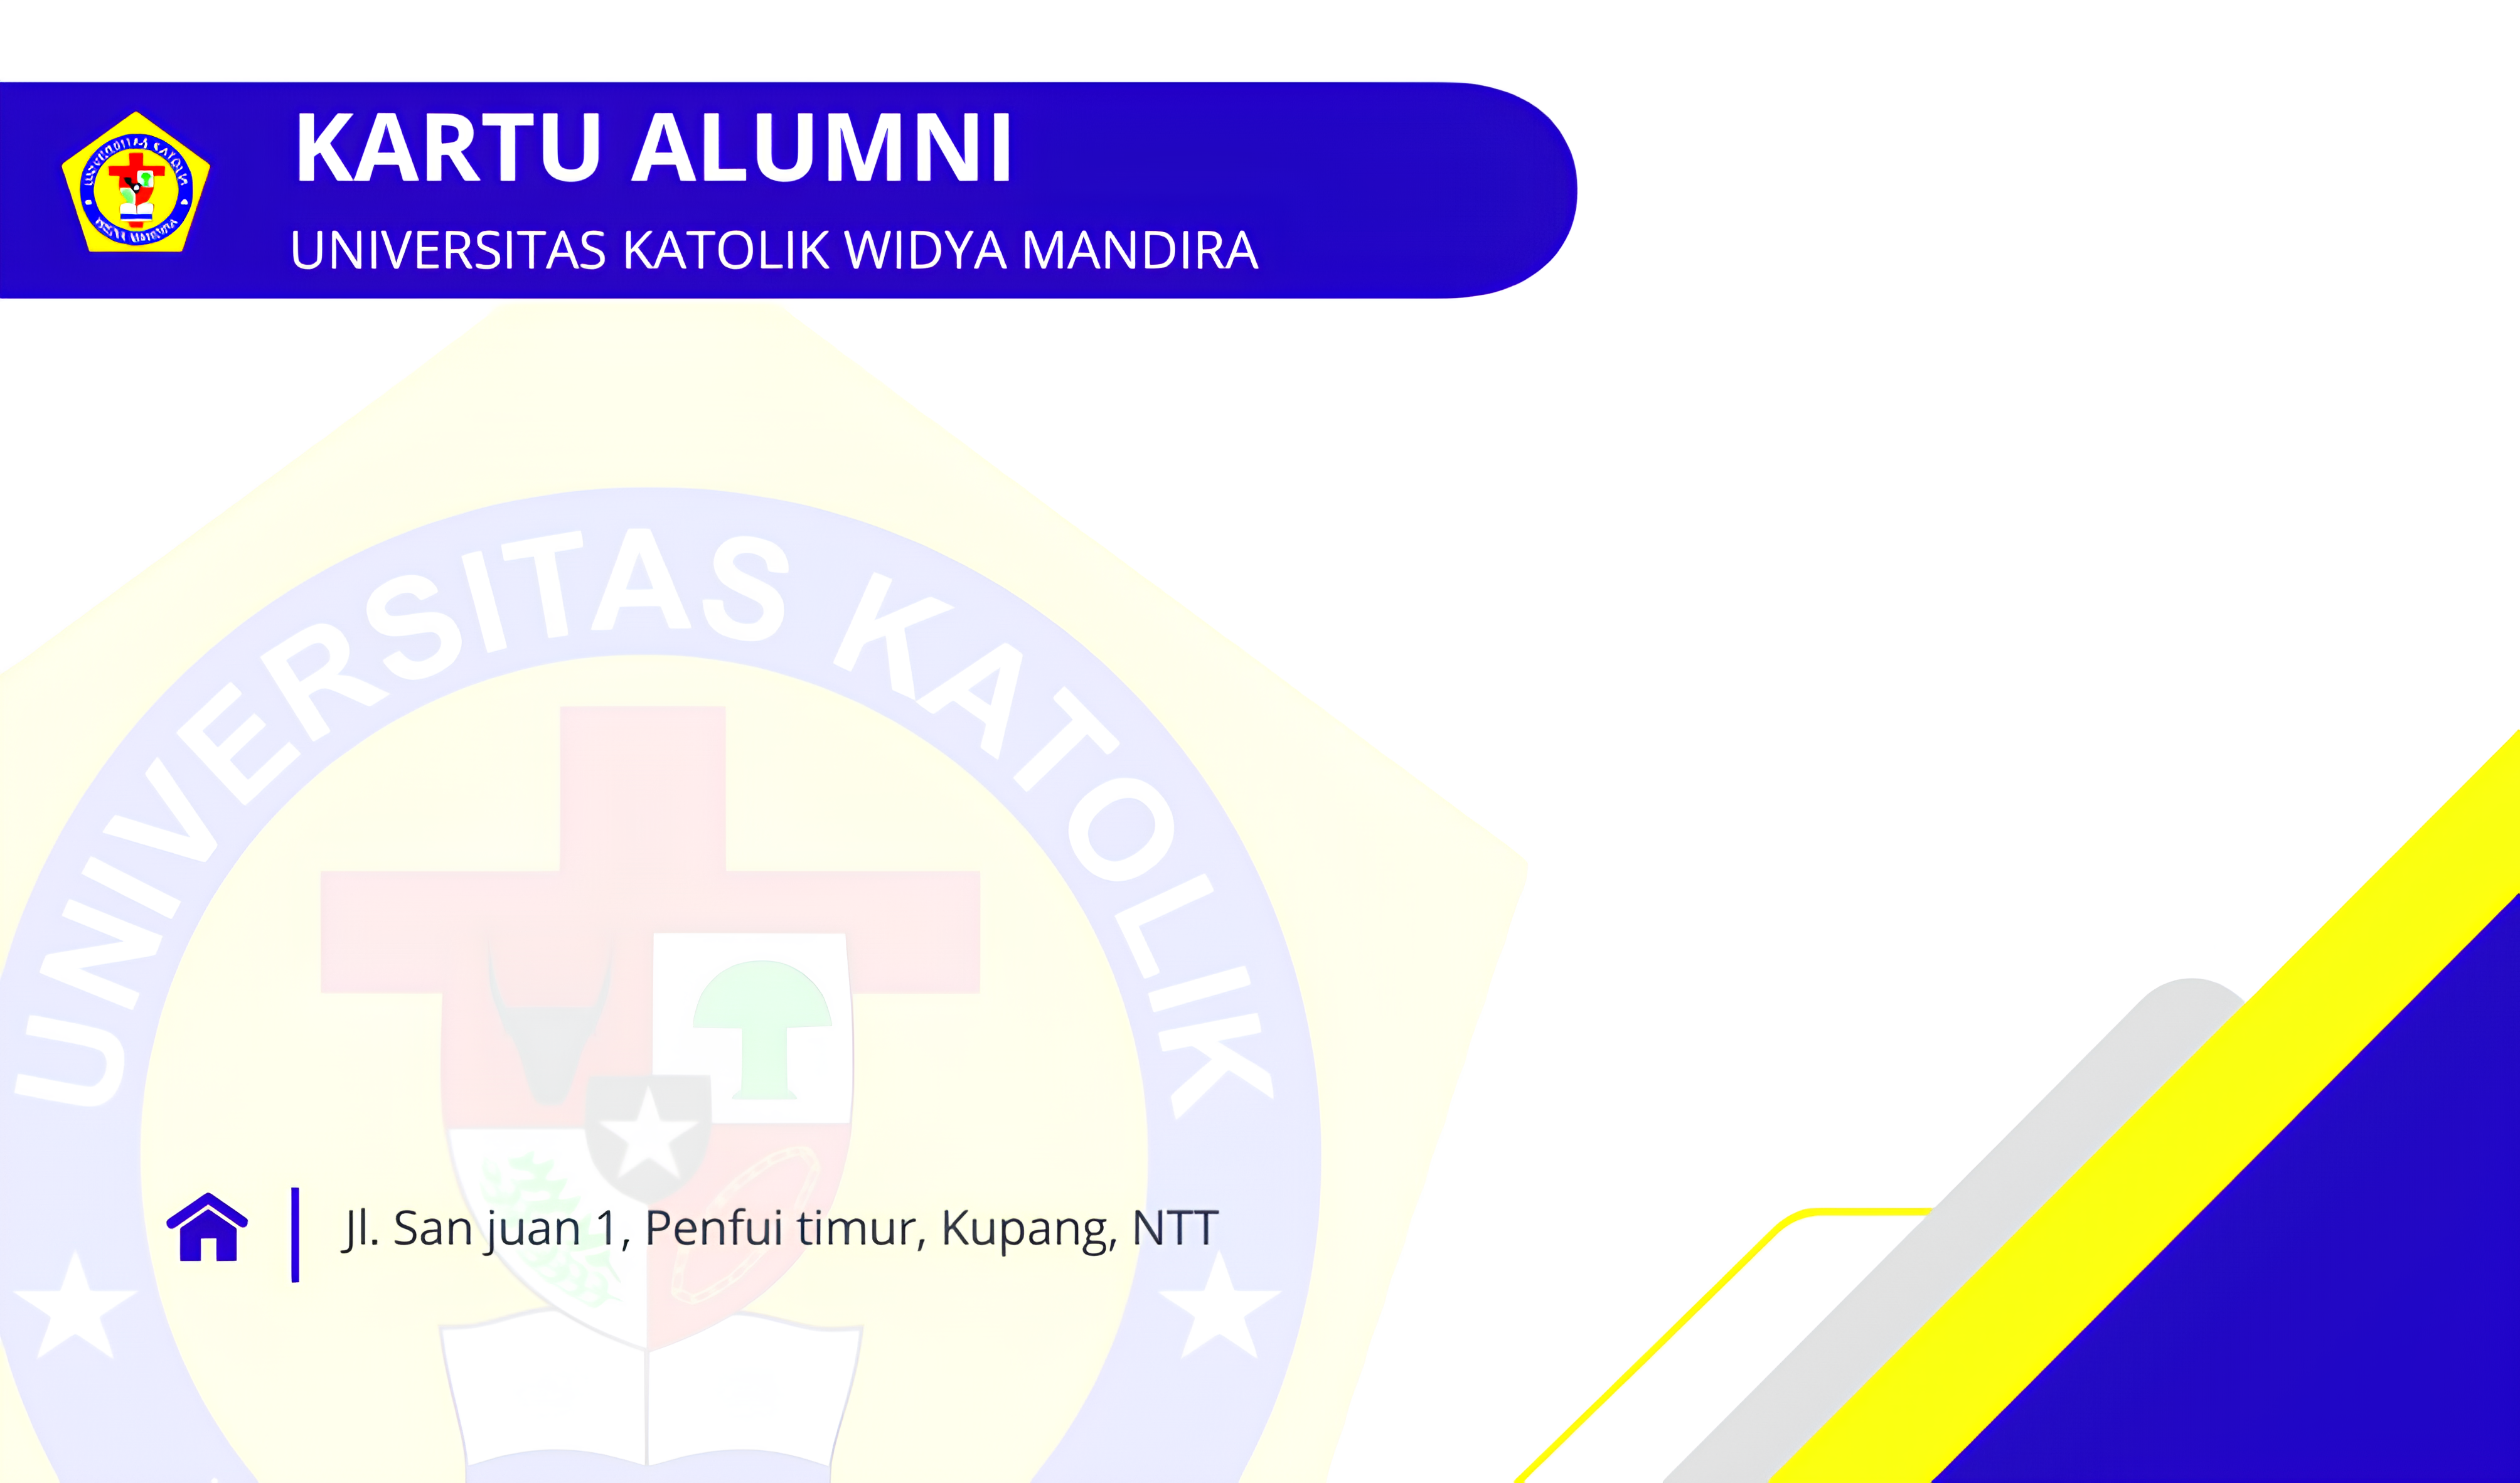 KARTU ALUMNI
UNIVERSITAS KATOLIK WIDYA MANDIRA
UNIVERSITAS KATOLIK
Jl. San juan 1, Penfui timur, Kupang, NTT